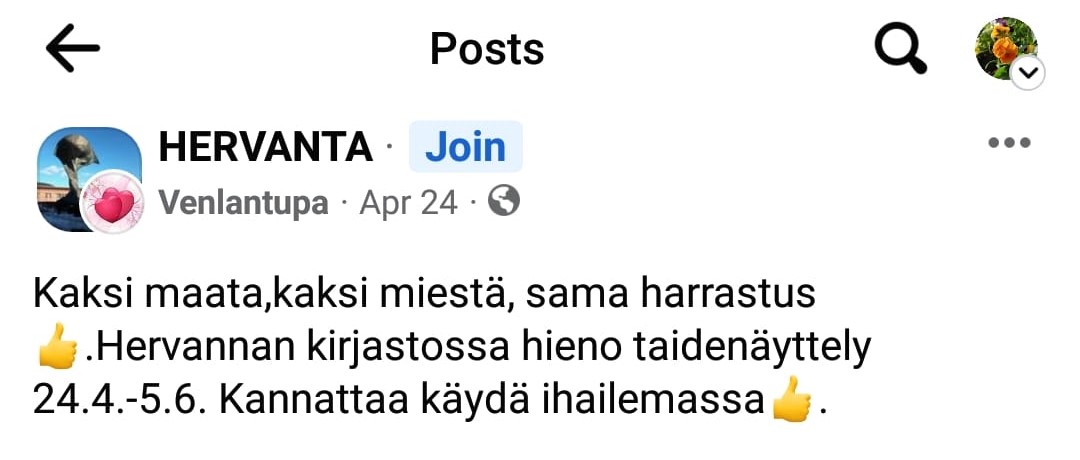 Posts
HERVANTA · Join
Venlantupa · Apr 24 ·
Kaksi maata,kaksi miestä, sama harrastus
👍.Hervannan kirjastossa hieno taidenäyttely
24.4.-5.6. Kannattaa käydä ihailemassa👍.